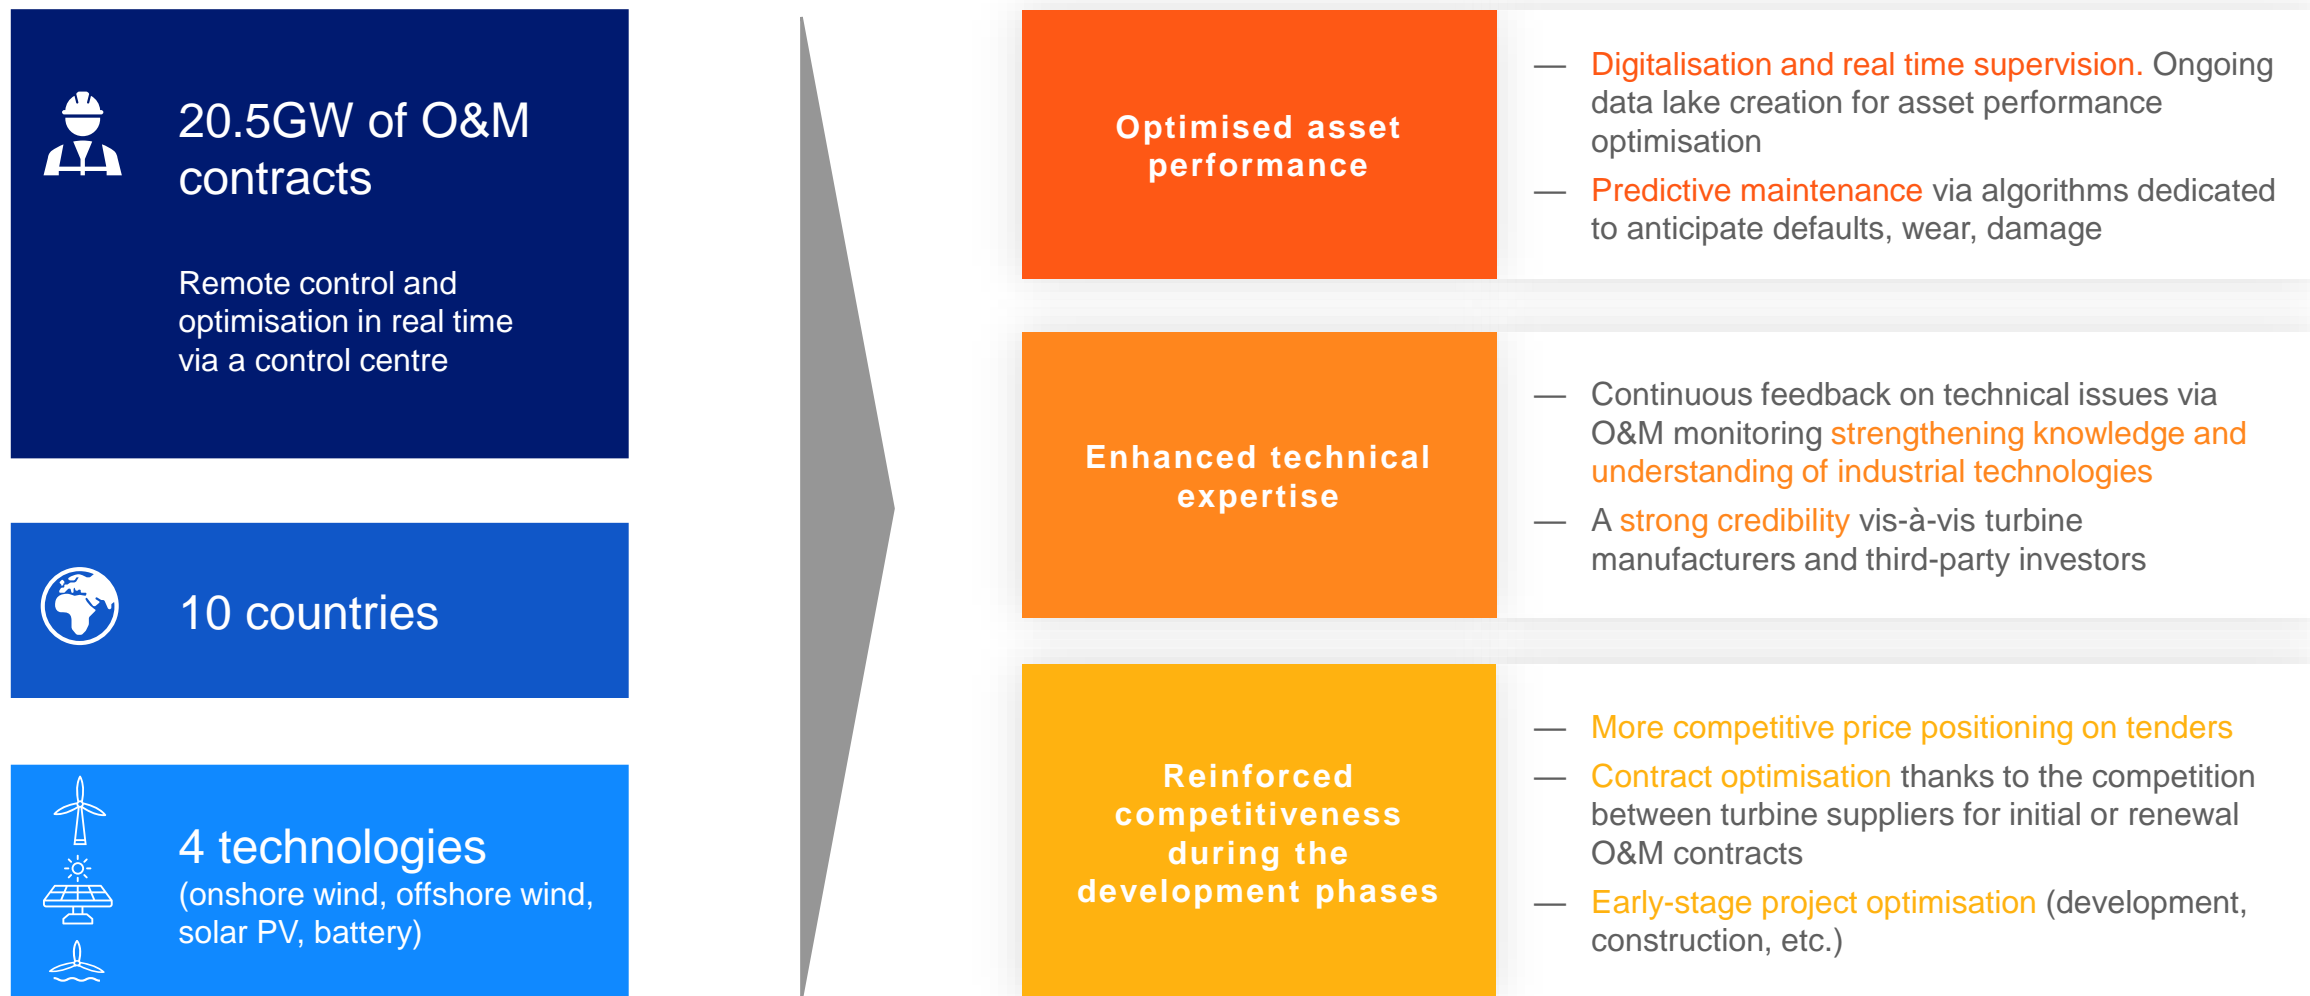 20.5GW of O&M
contracts
Remote control and
optimisation in real time
via a control centre
10 countries
4 technologies
(onshore wind, offshore wind,
solar PV, battery)
Optimised asset
performance
— Digitalisation and real time supervision. Ongoing
data lake creation for asset performance
optimisation
— Predictive maintenance via algorithms dedicated
to anticipate defaults, wear, damage
Enhanced technical
expertise
— Continuous feedback on technical issues via
O&M monitoring strengthening knowledge and
understanding of industrial technologies
— A strong credibility vis-à-vis turbine
manufacturers and third-party investors
Reinforced
competitiveness
during the
development phases
— More competitive price positioning on tenders
— Contract optimisation thanks to the competition
between turbine suppliers for initial or renewal
O&M contracts
— Early-stage project optimisation (development,
construction, etc.)